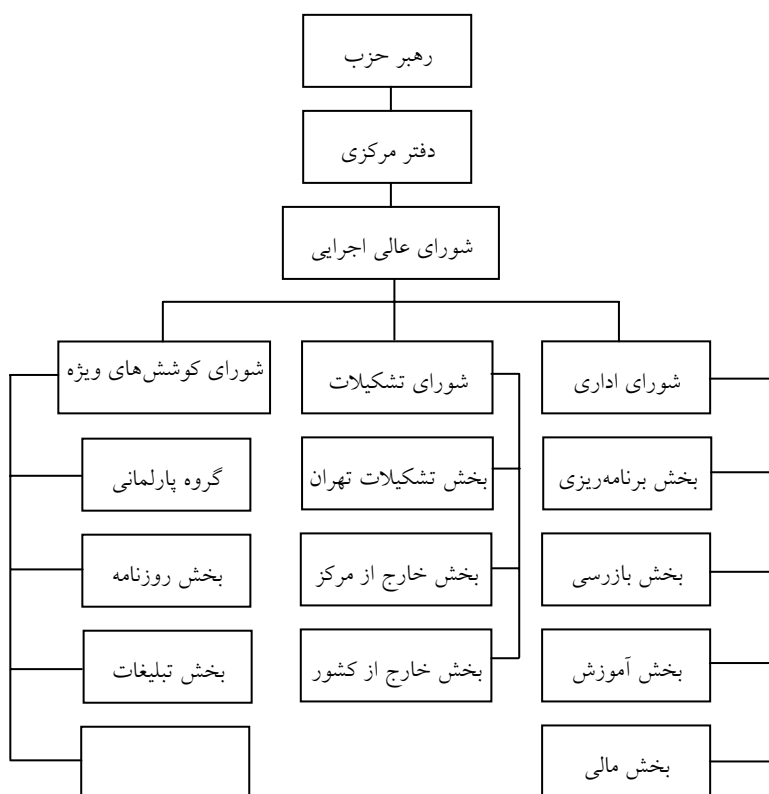 رهبر حزب
دفتر مرکزی
شورای عالی اجرایی
شورای اداری
شورای تشکیلات
شورای کوشش‌های ویژه
بخش برنامه‌ریزی
بخش تشکیلات تهران
گروه پارلمانی
بخش بازرسی
بخش خارج از مرکز
بخش روزنامه
بخش آموزش
بخش خارج از کشور
بخش تبلیغات
بخش مالی